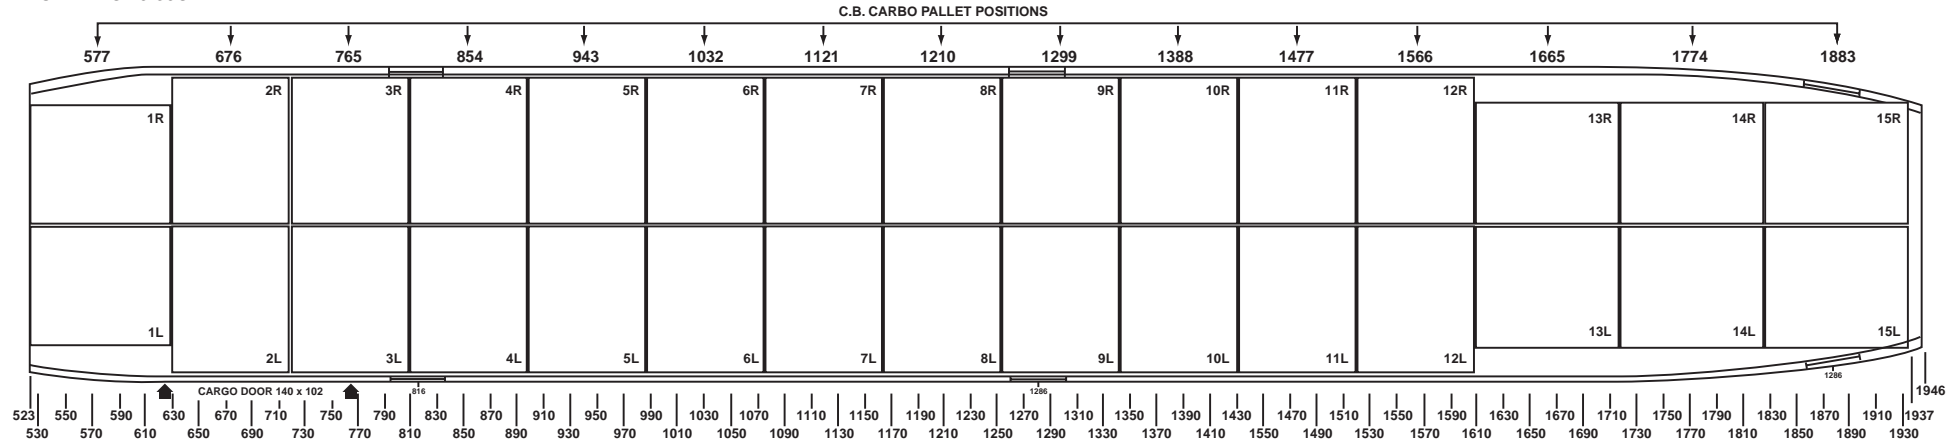 C.B. CARBO PALLET POSITIONS
577 676 765 854 943 1032 1121 1210 1299 1388 1477 1566 1665 1774 1883
2R 3R 4R 5R 6R 7R 8R 9R 10R 11R 12R
1R 13R 14R 15R
1L 13L 14L 15L
2L 3L 4L 5L 6L 7L 8L 9L 10L 11L 12L
1286
CARGO DOOR 140 x 102 816 1286 1946
523 550 590 630 670 710 750 790 830 870 910 950 990 1030 1070 1110 1150 1190 1230 1270 1310 1350 1390 1430 1470 1510 1550 1590 1630 1670 1710 1750 1790 1830 1870 1910 1937
530 570 610 650 690 730 770 810 850 890 930 970 1010 1050 1090 1130 1170 1210 1250 1290 1330 1370 1410 1450 1490 1530 1570 1610 1650 1690 1730 1770 1810 1850 1890 1930